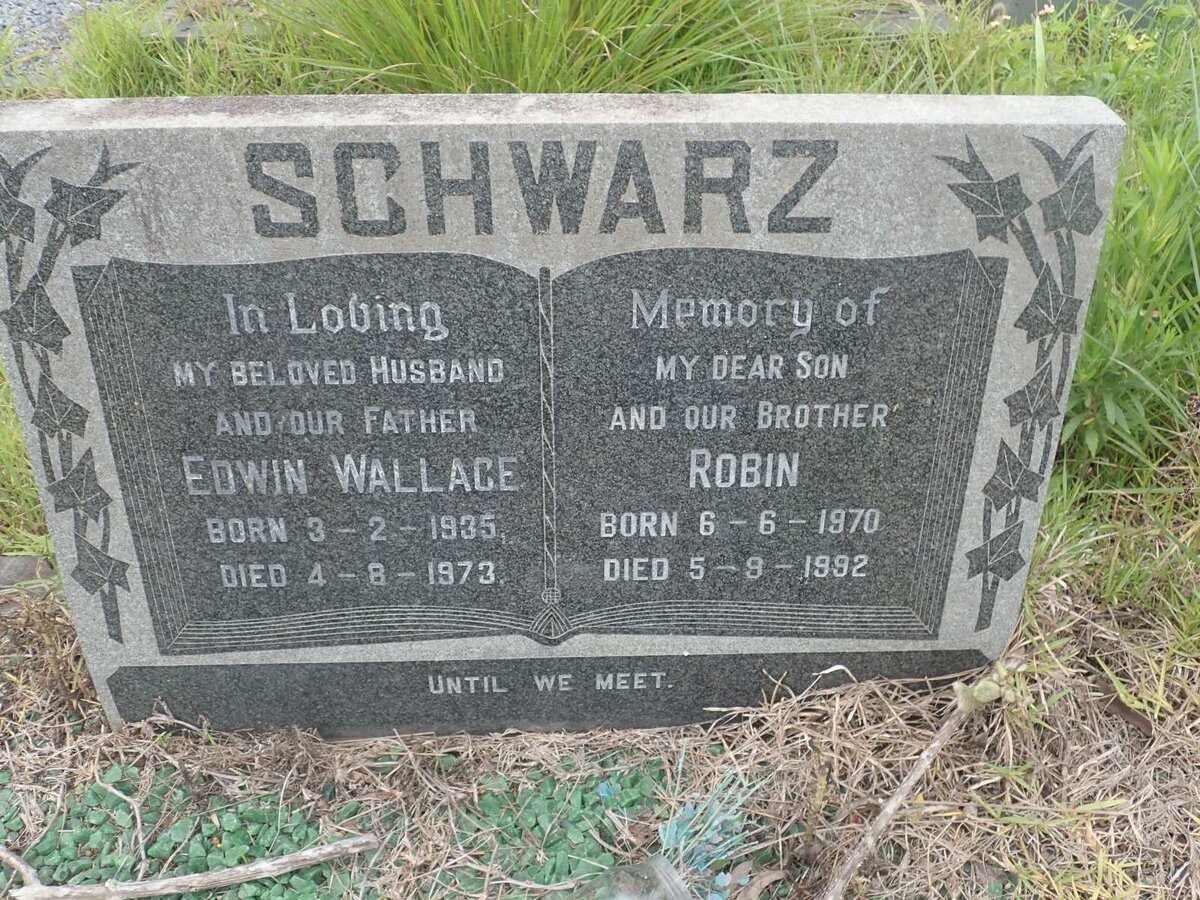 SCHWARZ
In Loving
MY BELOVED HUSBAND
AND OUR FATHER
EDWIN WALLACE
BORN 3-2-1935,
DIED 4-8-1973.
Memory of
MY DEAR SON
AND OUR BROTHER
ROBIN
BORN 6-6-1970
DIED 5-9-1992
UNTIL WE MEET.